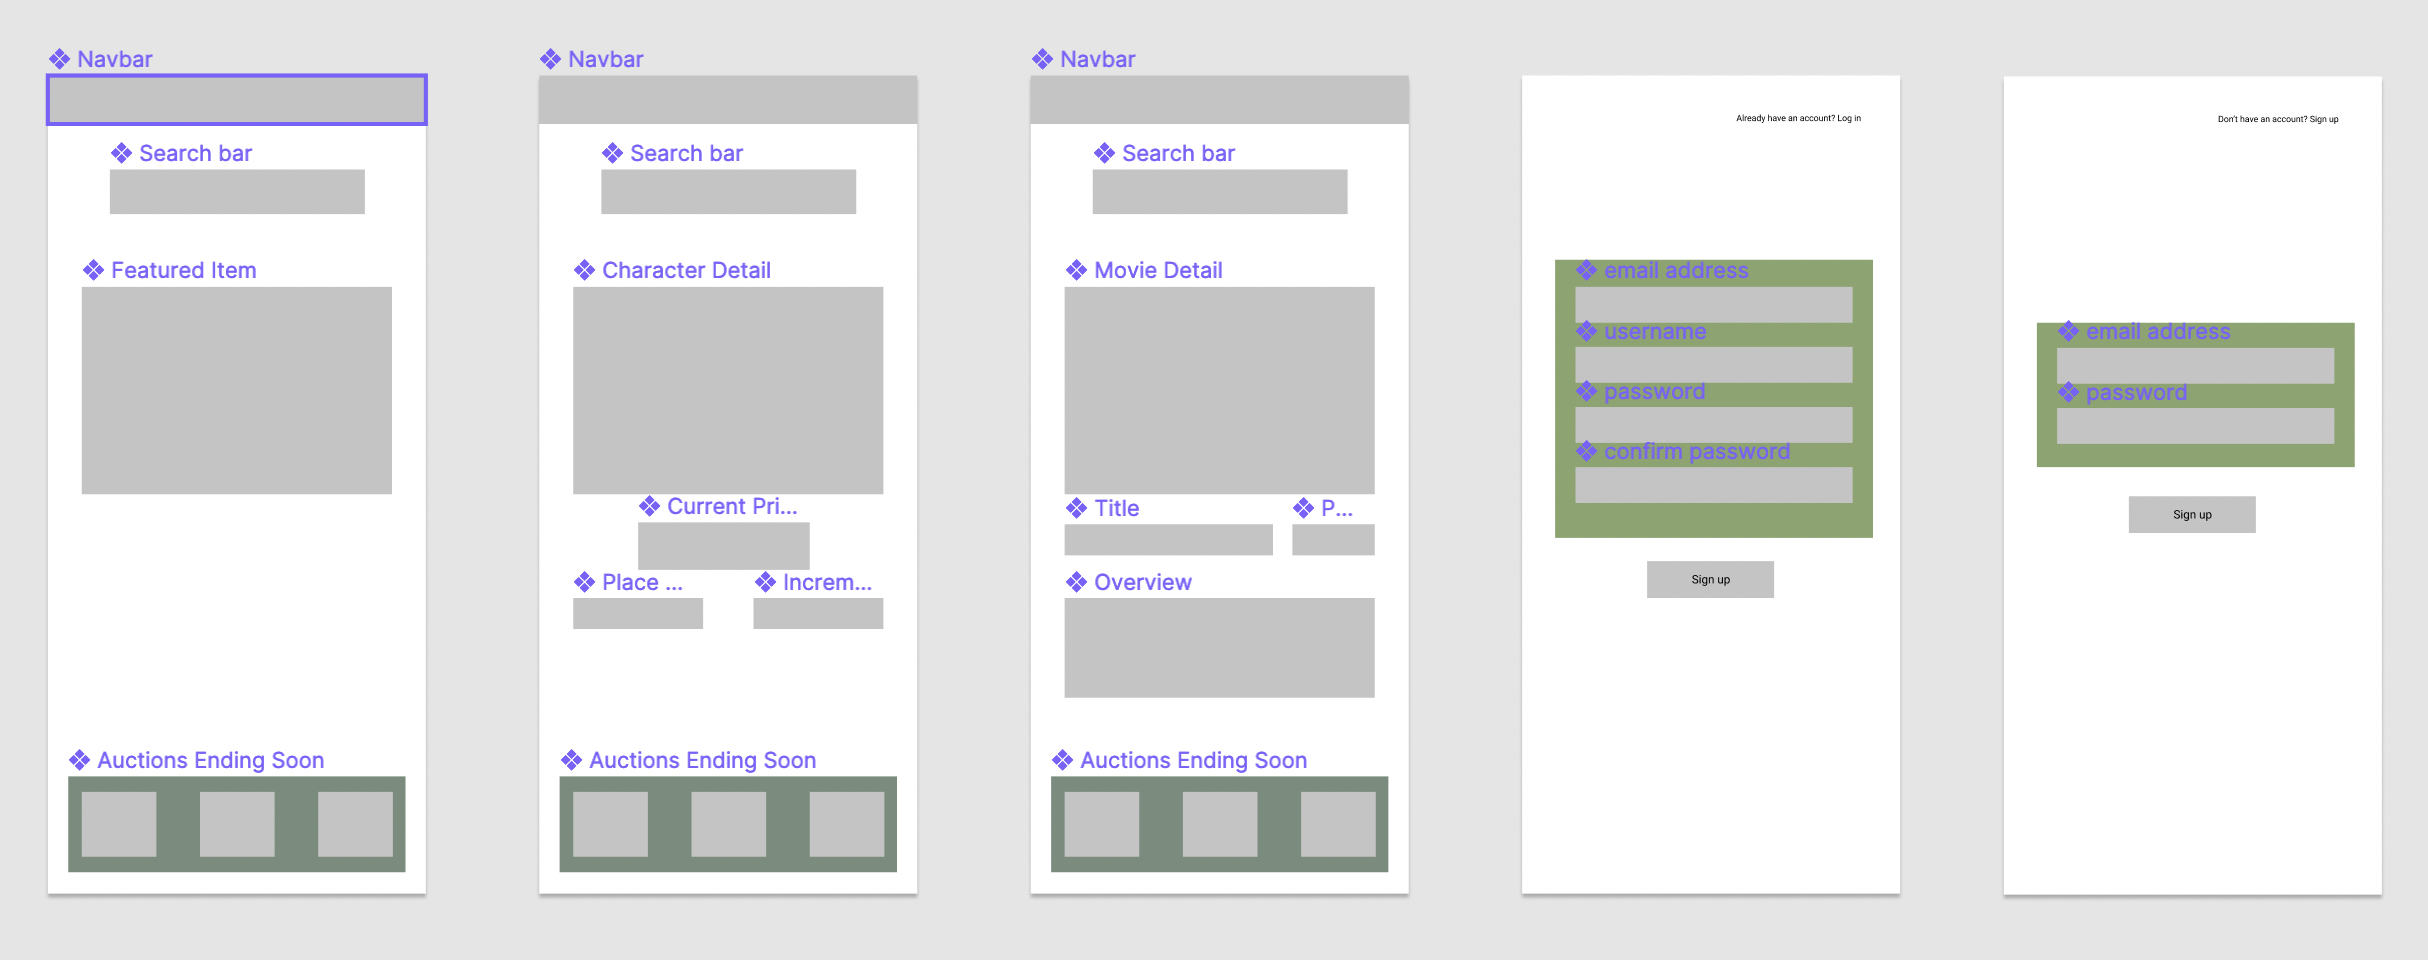 Navbar
Search bar
Featured Item
Auctions Ending Soon
Navbar
Search bar
Character Detail
Current Pri...
Place ...
Increm...
Auctions Ending Soon
Navbar
Search bar
Movie Detail
Title
P...
Overview
Auctions Ending Soon
Already have an account? Log in
email address
username
password
confirm password
Sign up
Don't have an account? Sign up
email address
password
Sign up